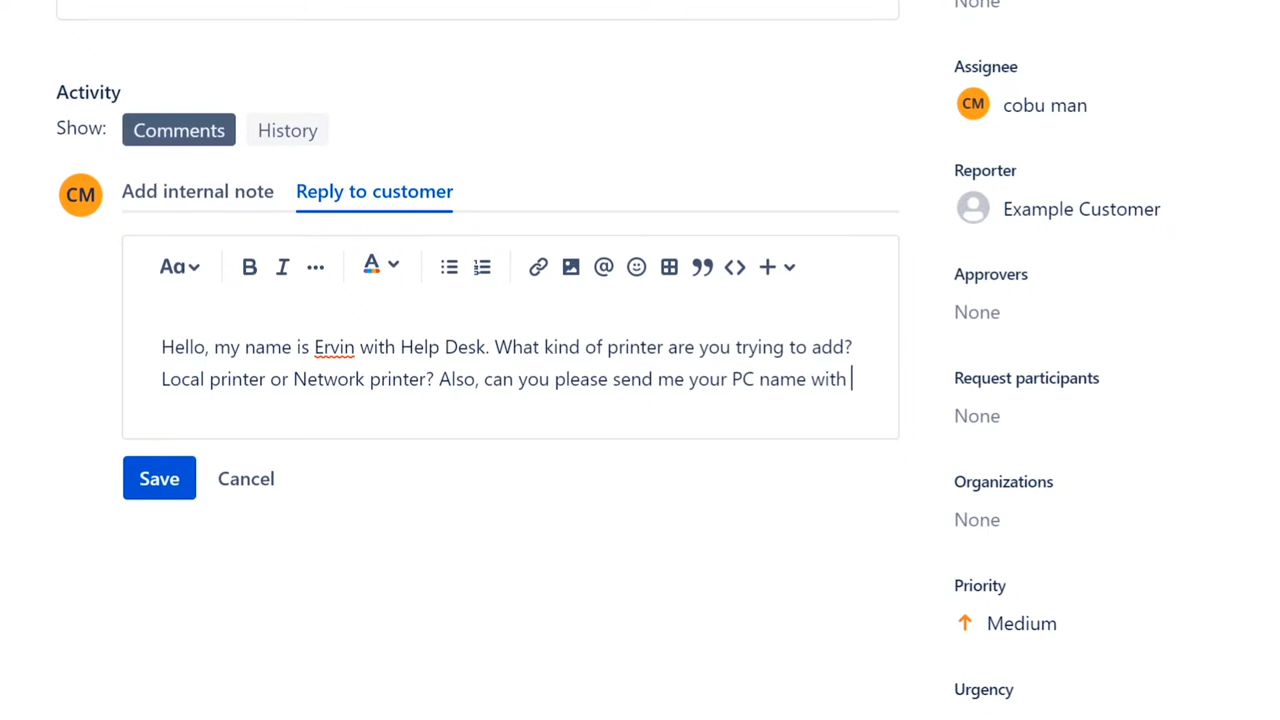 None
Assignee
CM cobu man
Activity
Show: Comments History
Reporter
CM Add internal note Reply to customer
Example Customer
Aa B I ... A
Approvers
None
Hello, my name is Ervin with Help Desk. What kind of printer are you trying to add?
Local printer or Network printer? Also, can you please send me your PC name with
Request participants
None
Save Cancel
Organizations
None
Priority
Medium
Urgency